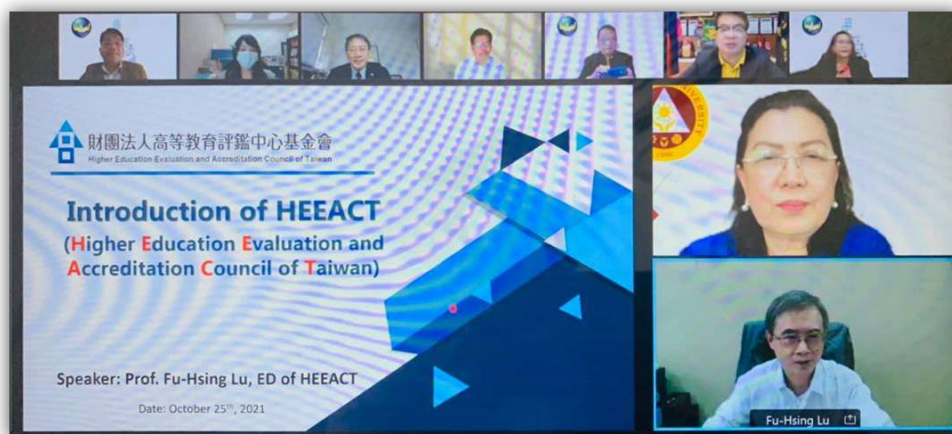 財團法人高等教育評鑑中心基金會
Higher Education Evaluation and Accreditation Council of Taiwan
Introduction of HEEACT
(Higher Education Evaluation and
Accreditation Council of Taiwan)
Speaker: Prof. Fu-Hsing Lu, ED of HEEACT
Date: October 25th, 2021
Fu-Hsing Lu